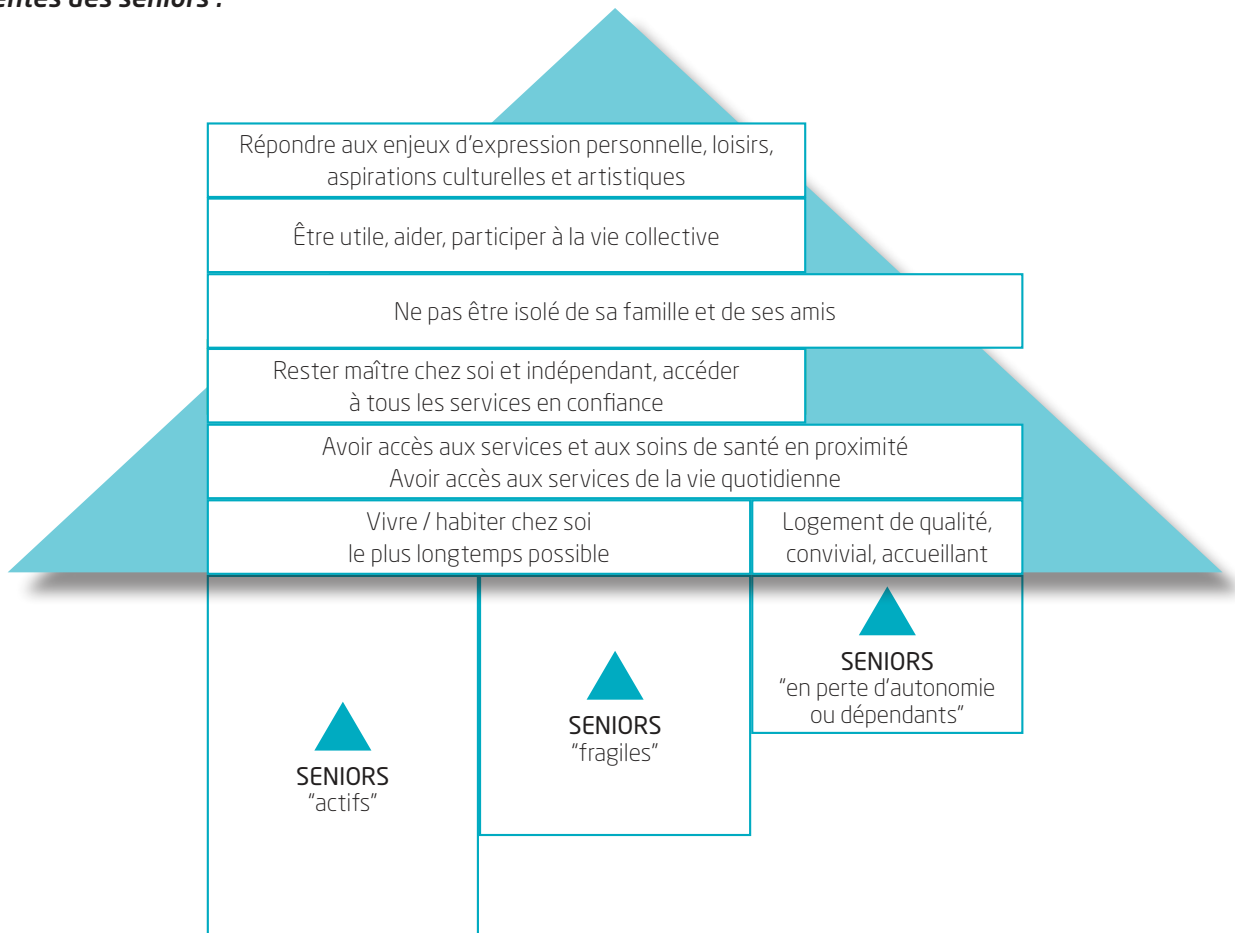 des seniors :
Répondre aux enjeux d'expression personnelle, loisirs,
aspirations culturelles et artistiques
Être utile, aider, participer à la vie collective
Ne pas être isolé de sa famille et de ses amis
Rester maître chez soi et indépendant, accéder
à tous les services en confiance
Avoir accès aux services et aux soins de santé en proximité
Avoir accès aux services de la vie quotidienne
Vivre / habiter chez soi
le plus longtemps possible
Logement de qualité,
convivial, accueillant
SENIORS
"actifs"
SENIORS
"fragiles"
SENIORS
"en perte d'autonomie
ou dépendants"